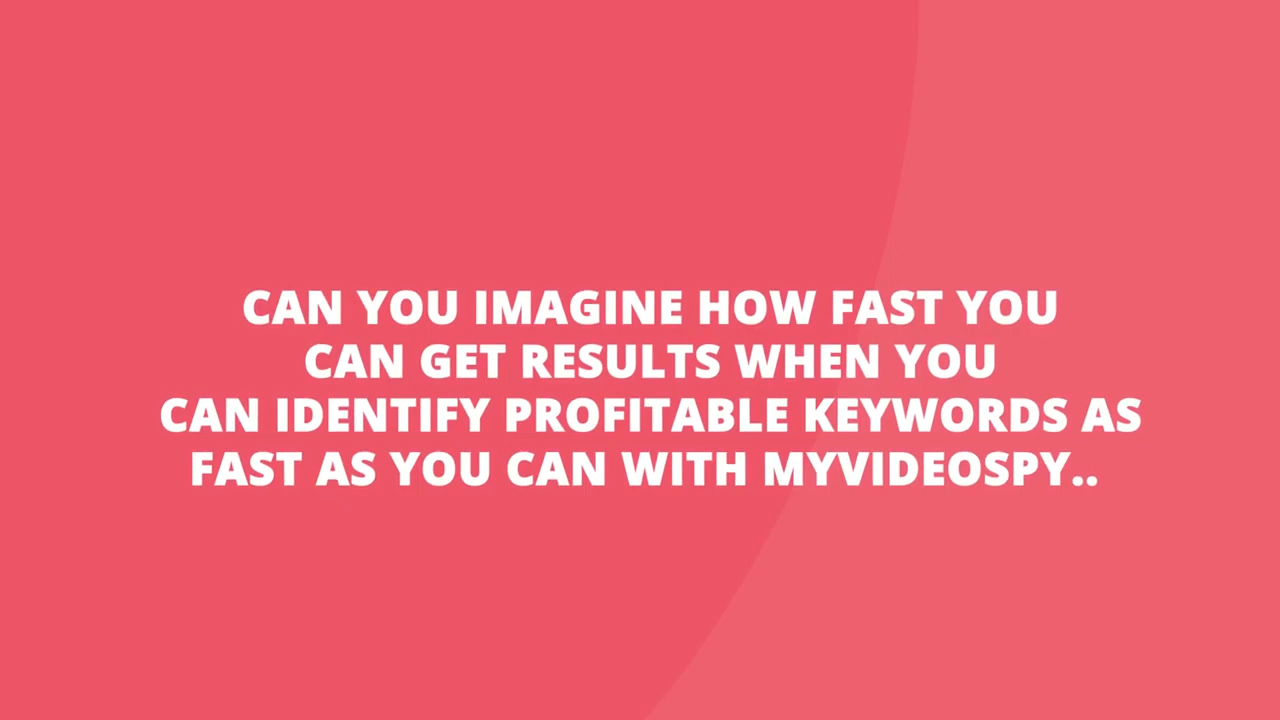 CAN YOU IMAGINE HOW FAST YOU
CAN GET RESULTS WHEN YOU
CAN IDENTIFY PROFITABLE KEYWORDS AS
FAST AS YOU CAN WITH MYVIDEOSPY..